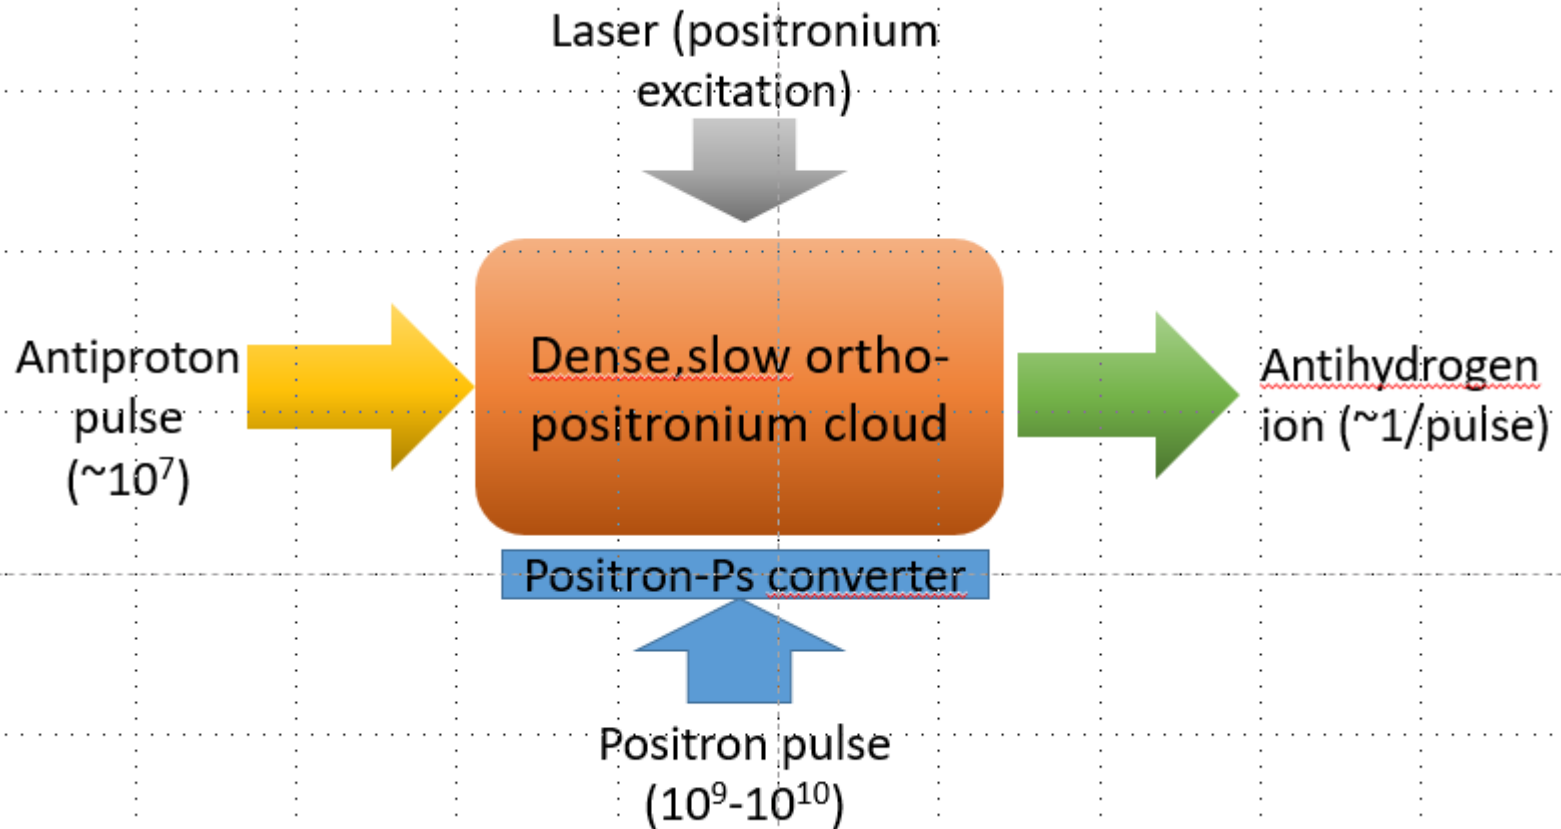 Laser (positronium
excitation)
Antiproton
pulse
(~10⁷)
Dense,slow ortho-
positronium cloud
Antihydrogen
ion (~1/pulse)
Positron-Ps converter
Positron pulse
(10⁹-10¹⁰)